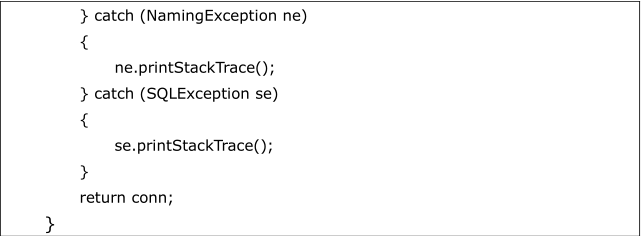 } catch (NamingException ne)
{
ne.printStackTrace();
} catch (SQLException se)
{
se.printStackTrace();
}
return conn;
}